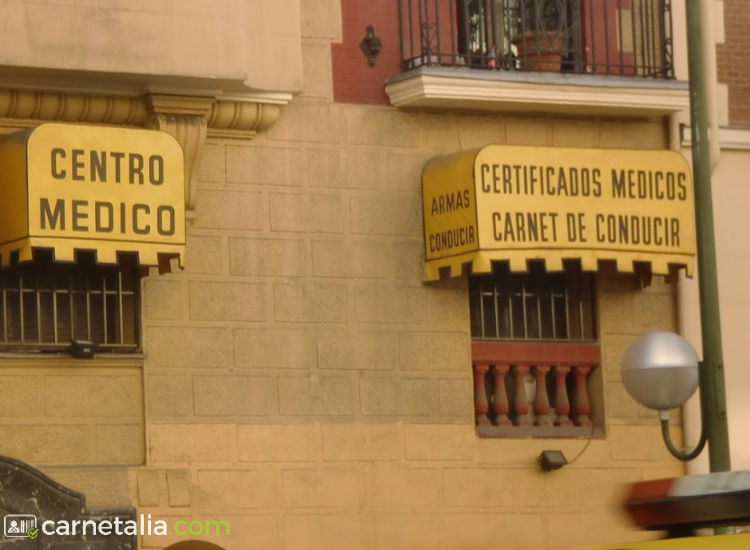 CENTRO
MEDICO
ARMAS
CONDUCIR
CERTIFICADOS MEDICOS
CARNET DE CONDUCIR
carnetalia.com